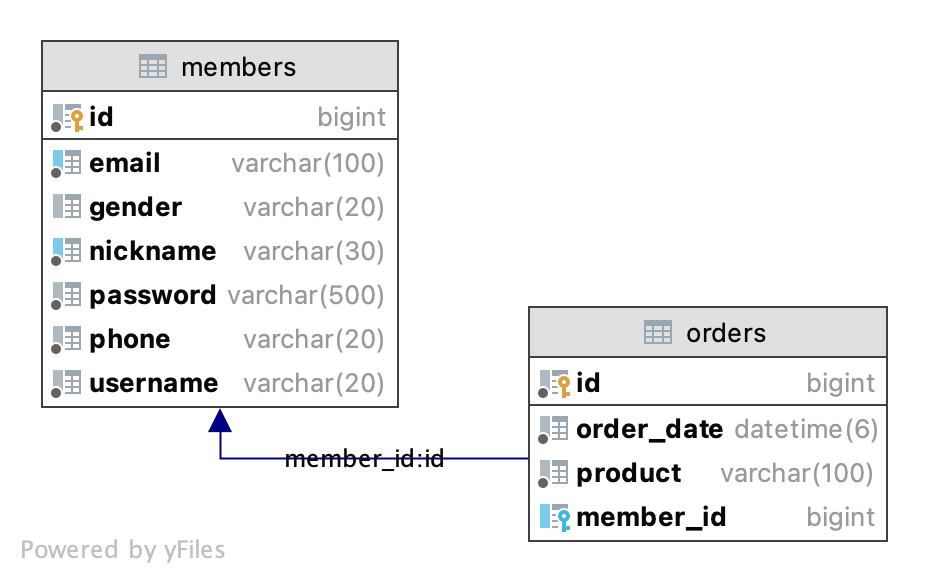 members
id bigint
email varchar(100)
gender varchar(20)
nickname varchar(30)
password varchar(500)
phone varchar(20)
username varchar(20)
orders
id bigint
order_date datetime(6)
product varchar(100)
member_id bigint
member_id:id
Powered by yFiles